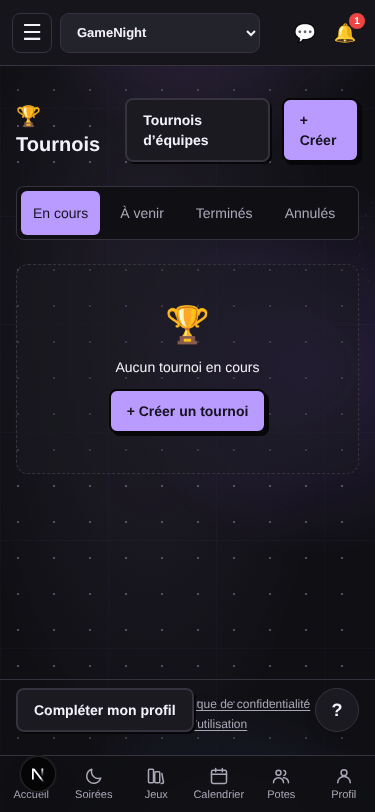 GameNight
1
🏆
Tournois
Tournois
d'équipes
+
Créer
En cours
À venir
Terminés
Annulés
Aucun tournoi en cours
+ Créer un tournoi
Compléter mon profil
que de confidentialité
'utilisation
?
N
Accueil
Soirées
Jeux
Calendrier
Potes
Profil